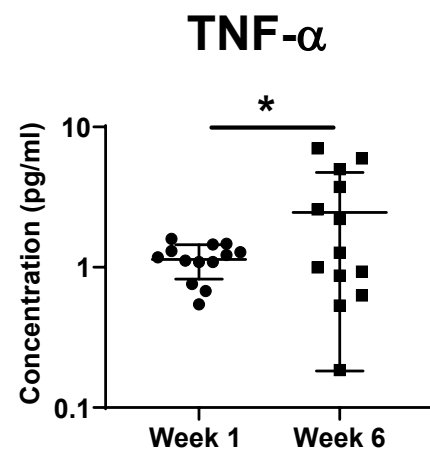 TNF-α
*
Concentration (pg/ml)
10
1
0.1
Week 1
Week 6